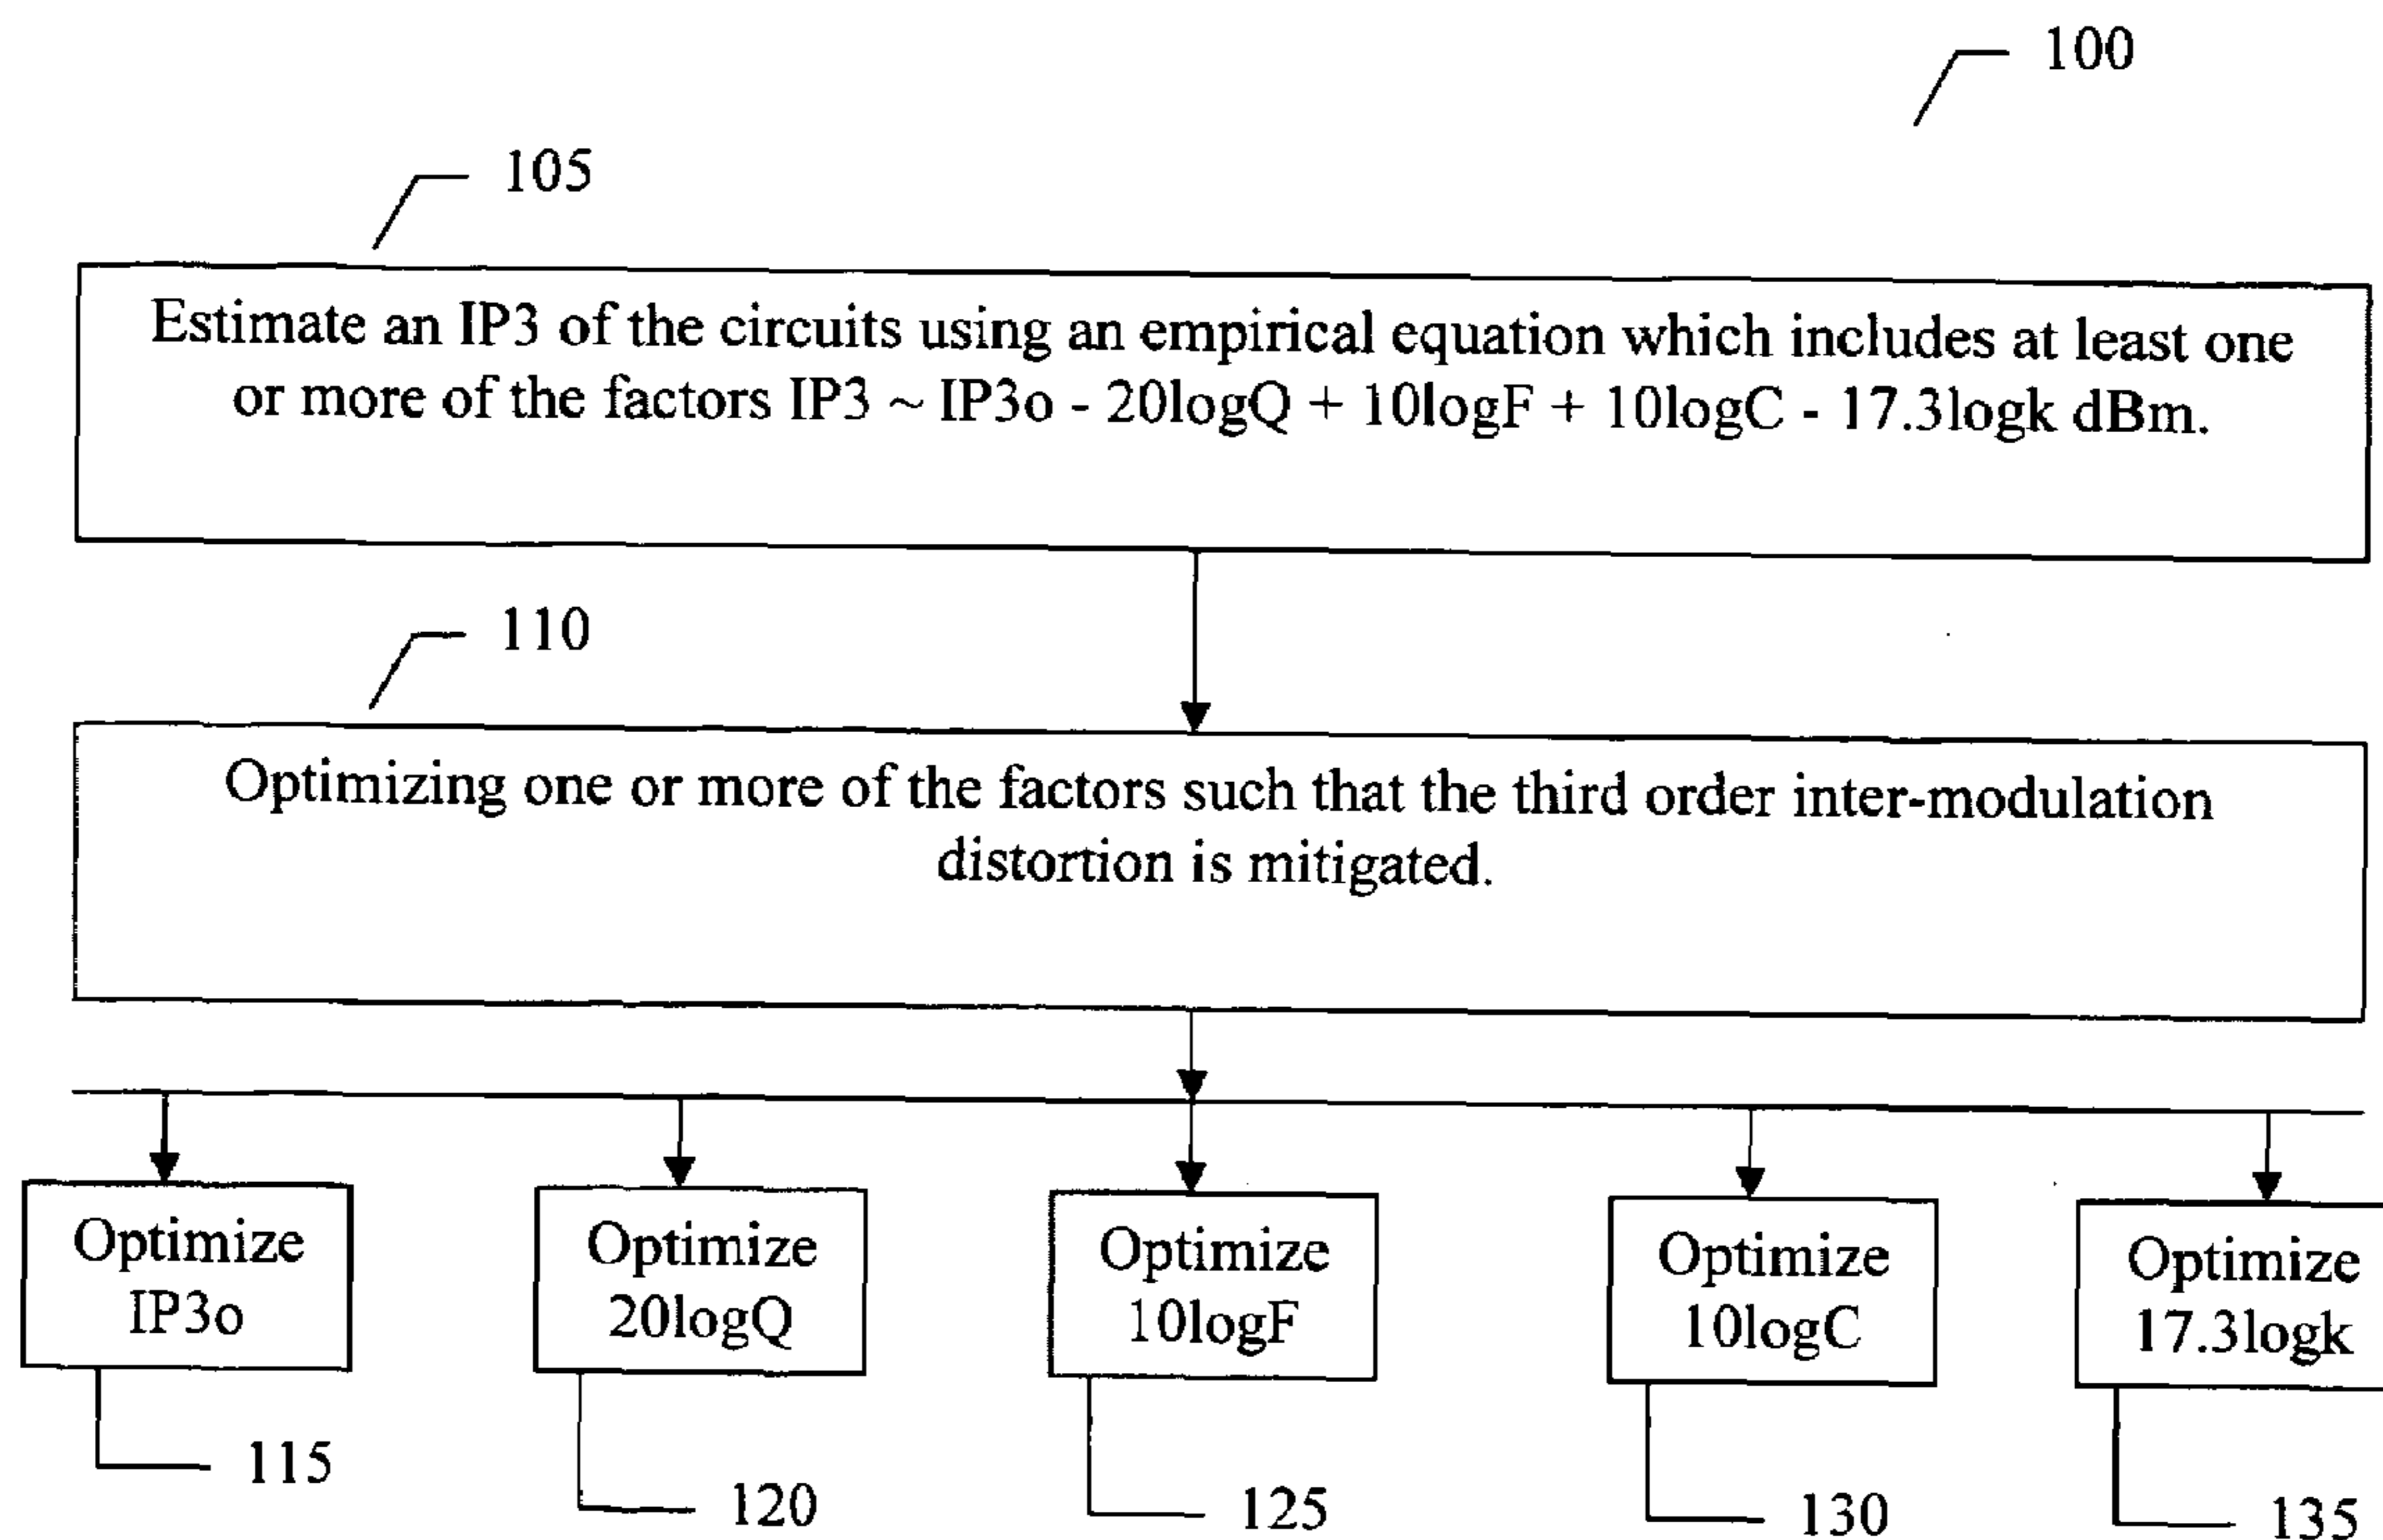 100
105
Estimate an IP3 of the circuits using an empirical equation which includes at least one
or more of the factors IP3 ~ IP3o - 20logQ + 10logF + 10logC - 17.3logk dBm.
110
Optimizing one or more of the factors such that the third order inter-modulation
distortion is mitigated.
Optimize
IP3o
Optimize
20logQ
Optimize
10logF
Optimize
10logC
Optimize
17.3logk
115
120
125
130
135